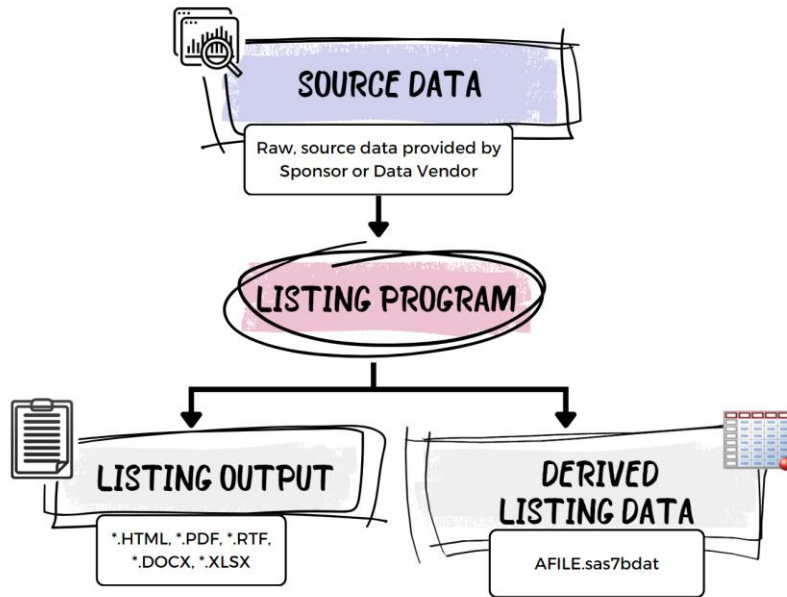 SOURCE DATA
Raw, source data provided by
Sponsor or Data Vendor
LISTING PROGRAM
LISTING OUTPUT
*.HTML, *.PDF, *.RTF,
*.DOCX, *.XLSX
DERIVED
LISTING DATA
AFILE.sas7bdat